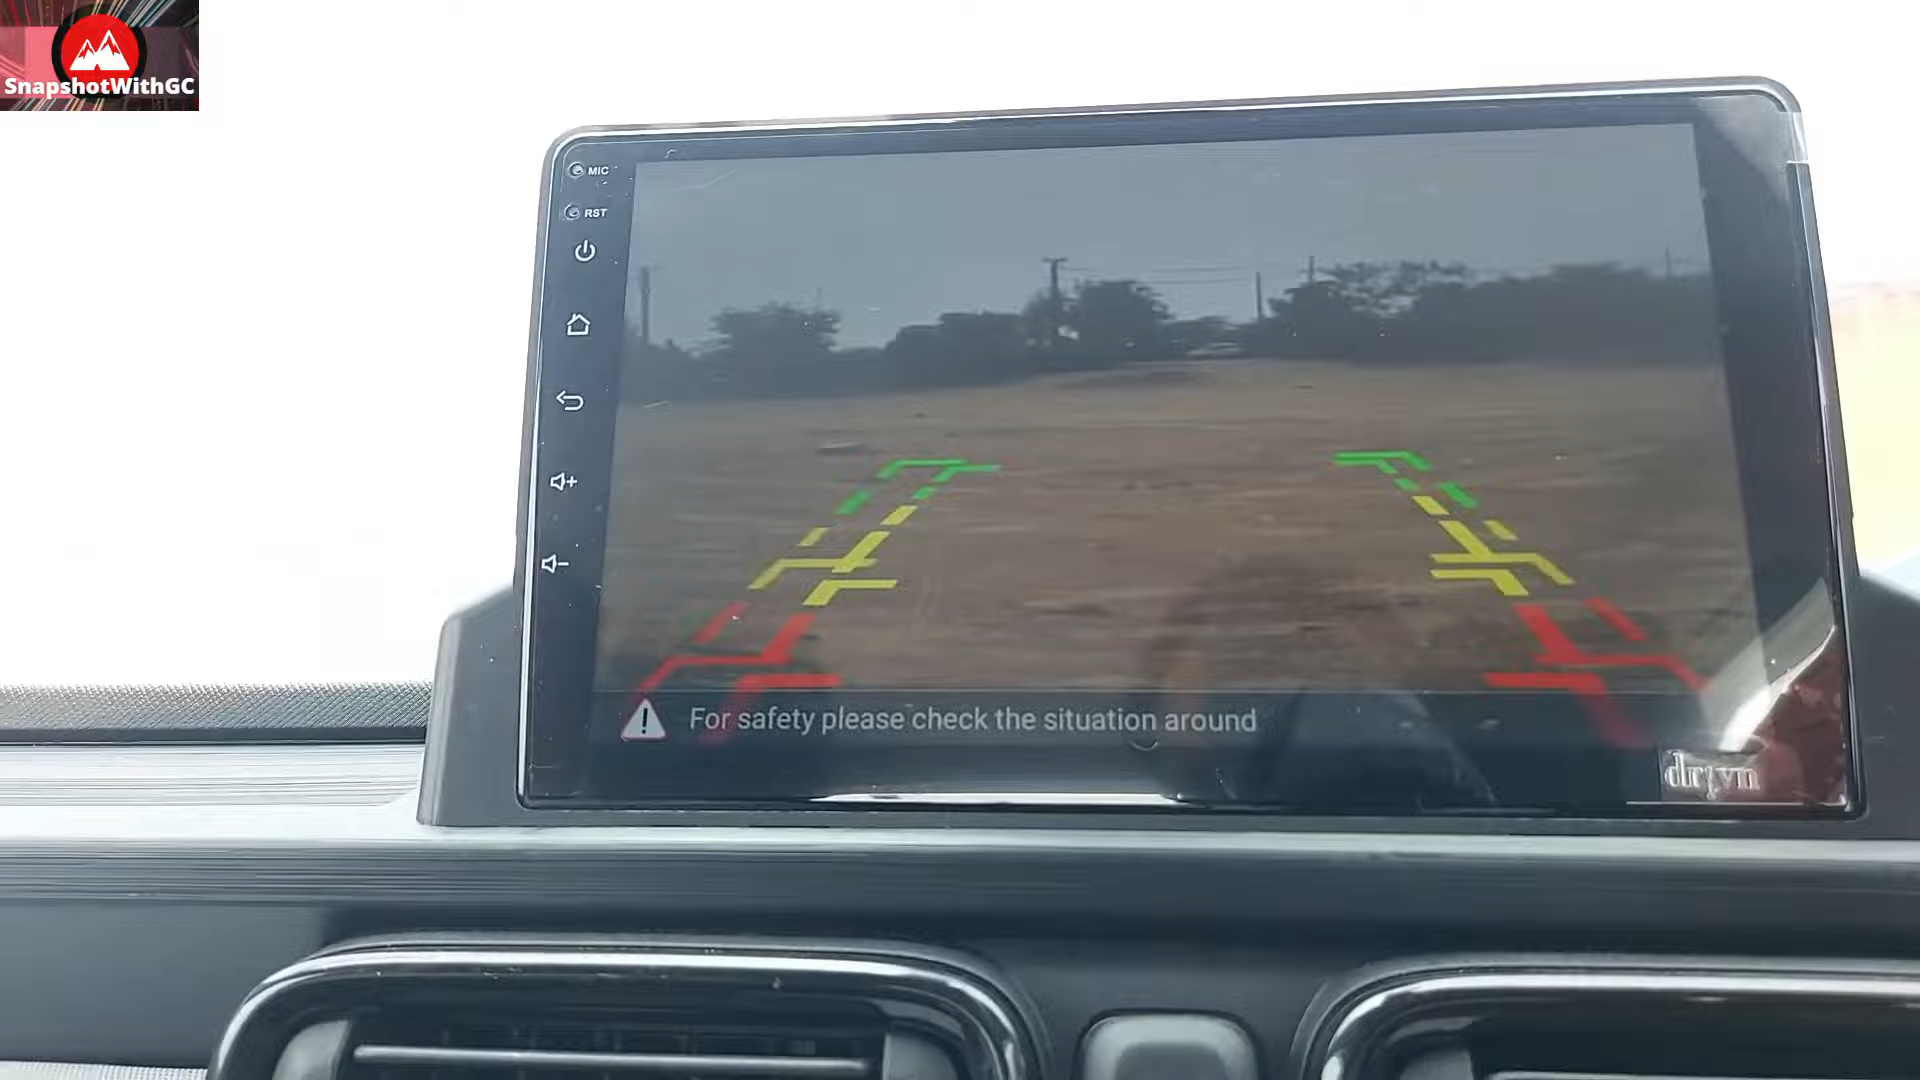 SnapshotWithGC
MIC
RST
For safety please check the situation around